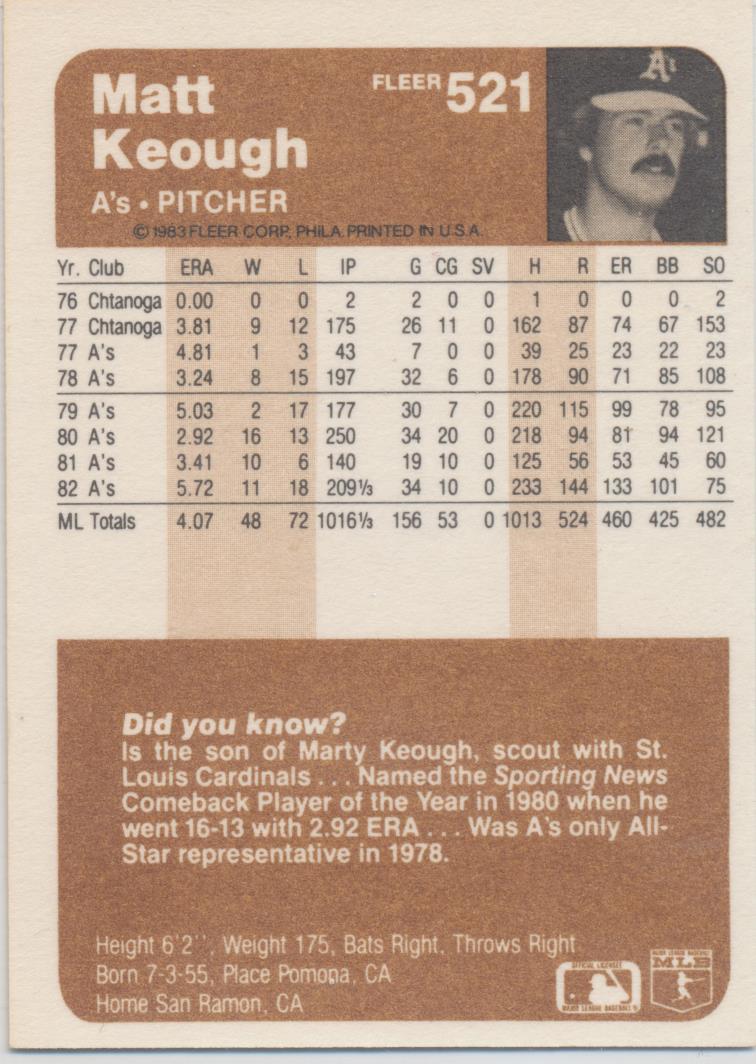 Matt
Keough
FLEER 521
A's
A's • PITCHER
© 1983 FLEER CORP., PHILA. PRINTED IN U.S.A.
Yr. Club ERA W L IP G CG SV H R ER BB SO
76 Chtanoga 0.00 0 0 2 2 0 0 1 0 0 0 2
77 Chtanoga 3.81 9 12 175 26 11 0 162 87 74 67 153
77 A's 4.81 1 3 43 7 0 0 39 25 23 22 23
78 A's 3.24 8 15 197 32 6 0 178 90 71 85 108
79 A's 5.03 2 17 177 30 7 0 220 115 99 78 95
80 A's 2.92 16 13 250 34 20 0 218 94 81 94 121
81 A's 3.41 10 6 140 19 10 0 125 56 53 45 60
82 A's 5.72 11 18 209⅓ 34 10 0 233 144 133 101 75
ML Totals 4.07 48 72 1016⅓ 156 53 0 1013 524 460 425 482
Did you know?
Is the son of Marty Keough, scout with St.
Louis Cardinals . . . Named the Sporting News
Comeback Player of the Year in 1980 when he
went 16-13 with 2.92 ERA . . . Was A's only All-
Star representative in 1978.
Height 6'2'', Weight 175, Bats Right, Throws Right
Born 7-3-55, Place Pomona, CA
Home San Ramon, CA
OFFICIAL LICENSEE
MAJOR LEAGUE BASEBALL
MAJOR LEAGUE BASEBALL
MLB